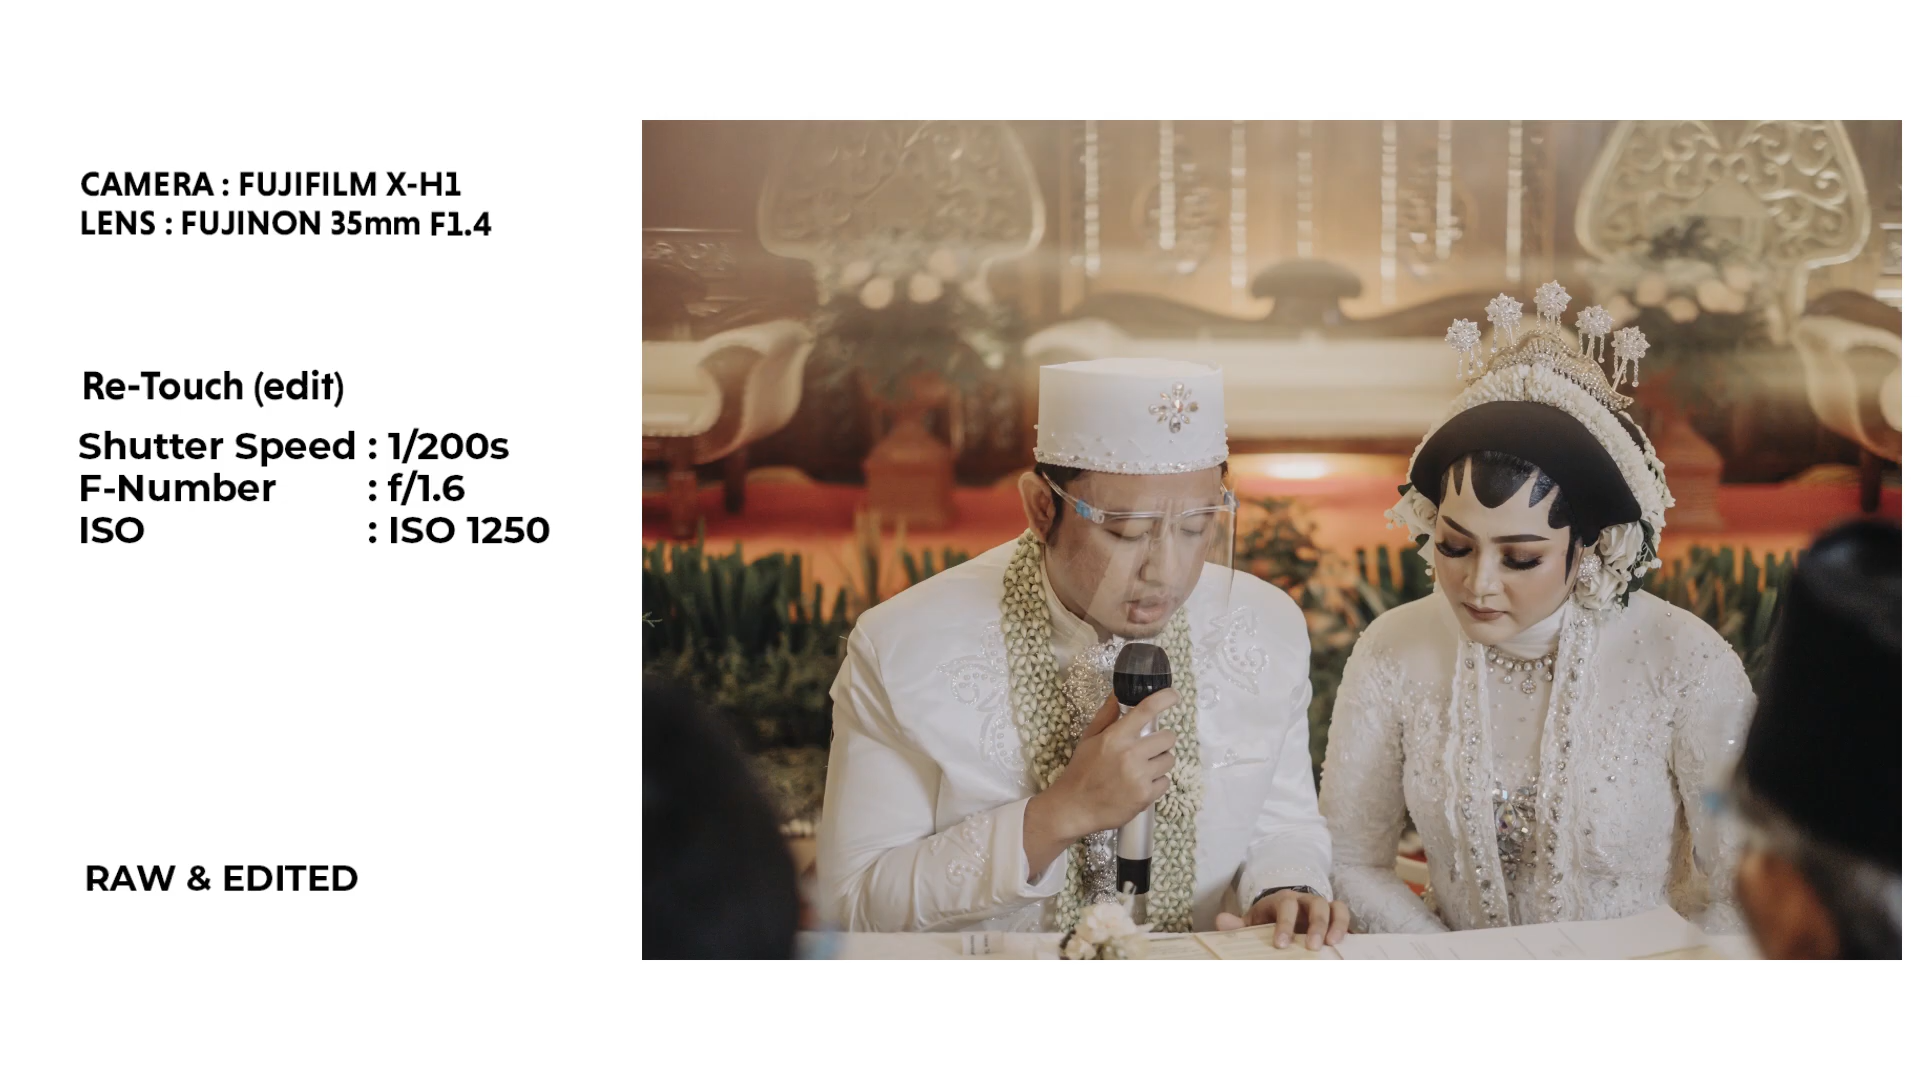 CAMERA : FUJIFILM X-H1
LENS : FUJINON 35mm F1.4
Re-Touch (edit)
Shutter Speed : 1/200s
F-Number : f/1.6
ISO : ISO 1250
RAW & EDITED